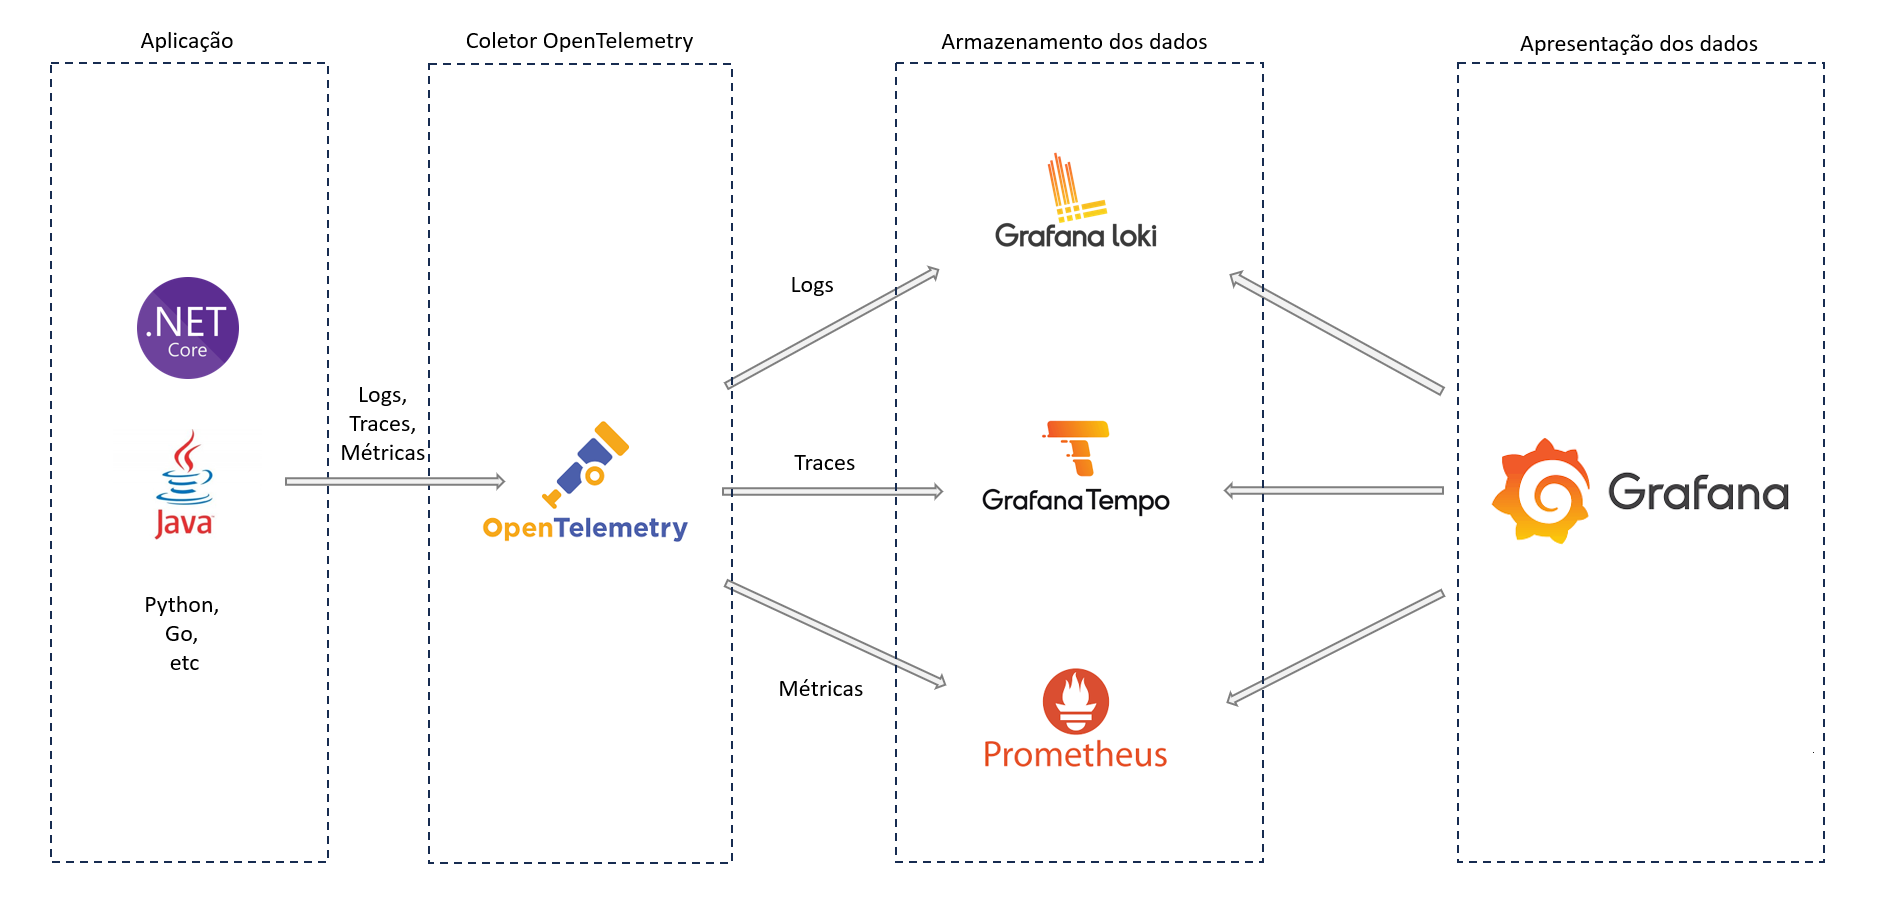 Aplicação
Coletor OpenTelemetry
Armazenamento dos dados
Apresentação dos dados
.NET
Core
Java
Python,
Go,
etc
Logs,
Traces,
Métricas
OpenTelemetry
Logs
Traces
Métricas
Grafana loki
Grafana Tempo
Prometheus
Grafana